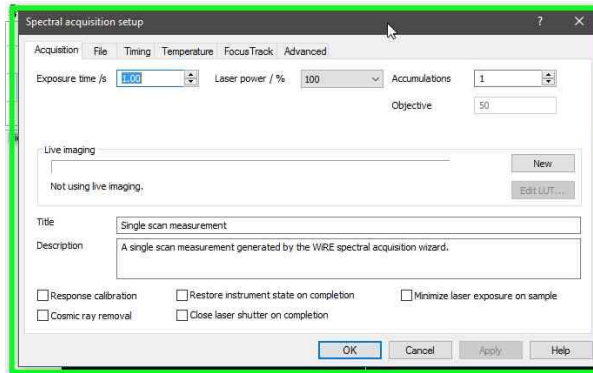 Spectral acquisition setup
Acquisition File Timing Temperature FocusTrack Advanced
Exposure time /s 1.00 Laser power / % 100 Accumulations 1
Objective 50
Live imaging
New
Not using live imaging.
Edit LUT...
Title Single scan measurement
Description A single scan measurement generated by the WiRE spectral acquisition wizard.
Response calibration Restore instrument state on completion Minimize laser exposure on sample
Cosmic ray removal Close laser shutter on completion
OK Cancel Apply Help